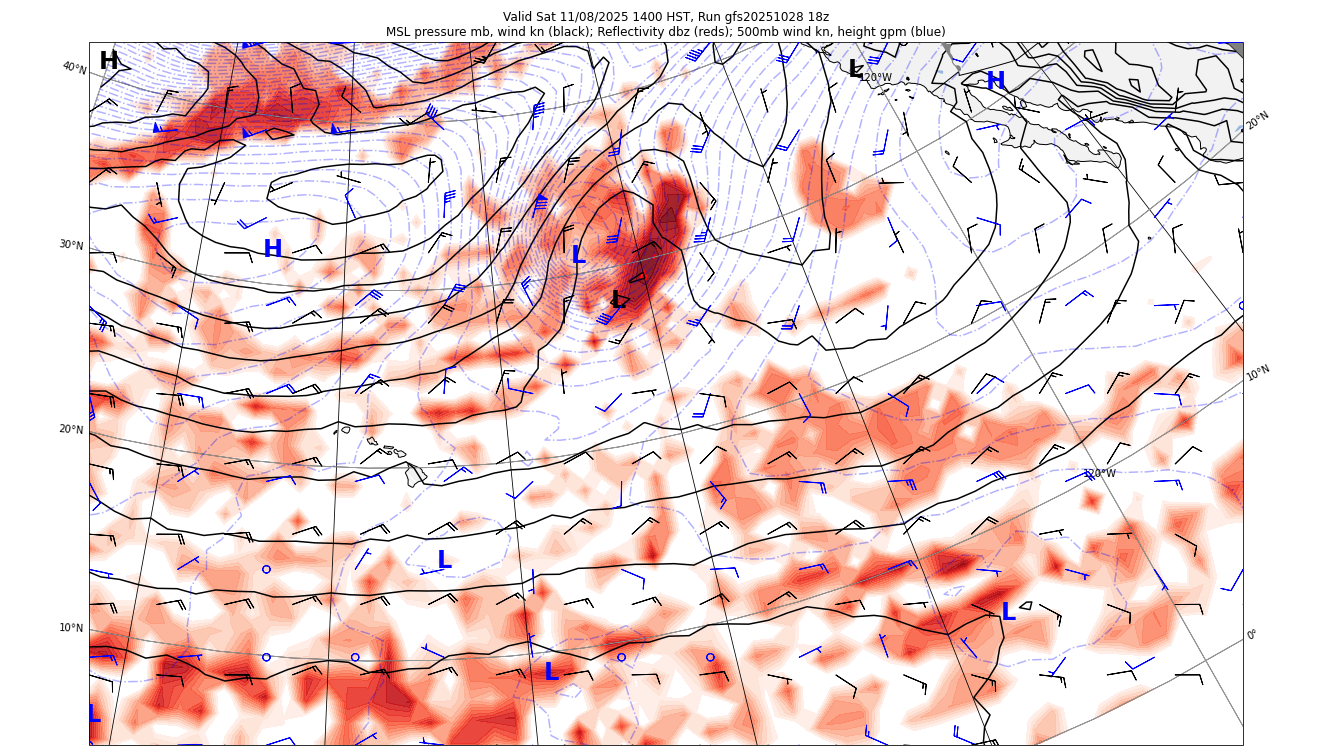 Valid Sat 11/08/2025 1400 HST, Run gfs20251028 18z
MSL pressure mb, wind kn (black); Reflectivity dbz (reds); 500mb wind kn, height gpm (blue)
H
L
120°W
H
40°N
20°N
30°N
H
L
L
10°N
20°N
120°W
L
L
10°N
0°
L
L